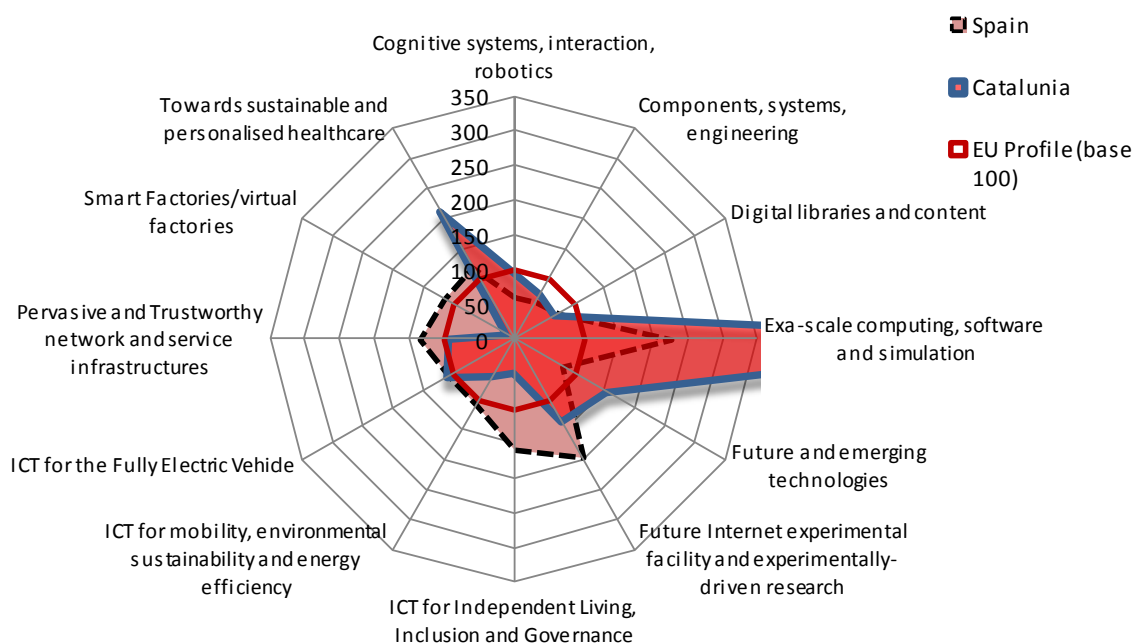 Spain
Catalunia
EU Profile (base
100)
Cognitive systems, interaction,
robotics
Components, systems,
engineering
Digital libraries and content
Exa-scale computing, software
and simulation
Future and emerging
technologies
Future Internet experimental
facility and experimentally-
driven research
ICT for Independent Living,
Inclusion and Governance
ICT for mobility, environmental
sustainability and energy
efficiency
ICT for the Fully Electric Vehicle
Pervasive and Trustworthy
network and service
infrastructures
Smart Factories/virtual
factories
Towards sustainable and
personalised healthcare
350
300
250
200
150
100
50
0